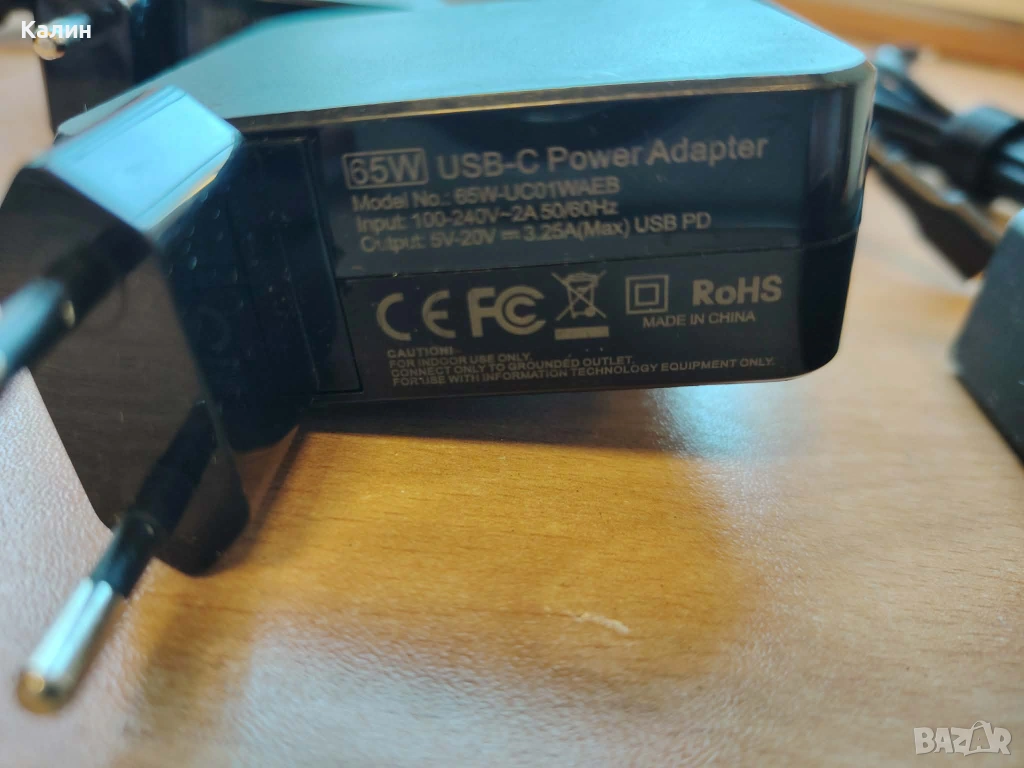 Калин
65W USB-C Power Adapter
Model No.: 65W-UC01WAEB
Input: 100-240V~2A 50/60Hz
Output: 5V-20V ⎓ 3.25A(Max) USB PD
CE FC RoHS
MADE IN CHINA
CAUTION!
FOR INDOOR USE ONLY.
CONNECT ONLY TO GROUNDED OUTLET.
FOR USE WITH INFORMATION TECHNOLOGY EQUIPMENT ONLY.
BAZAR